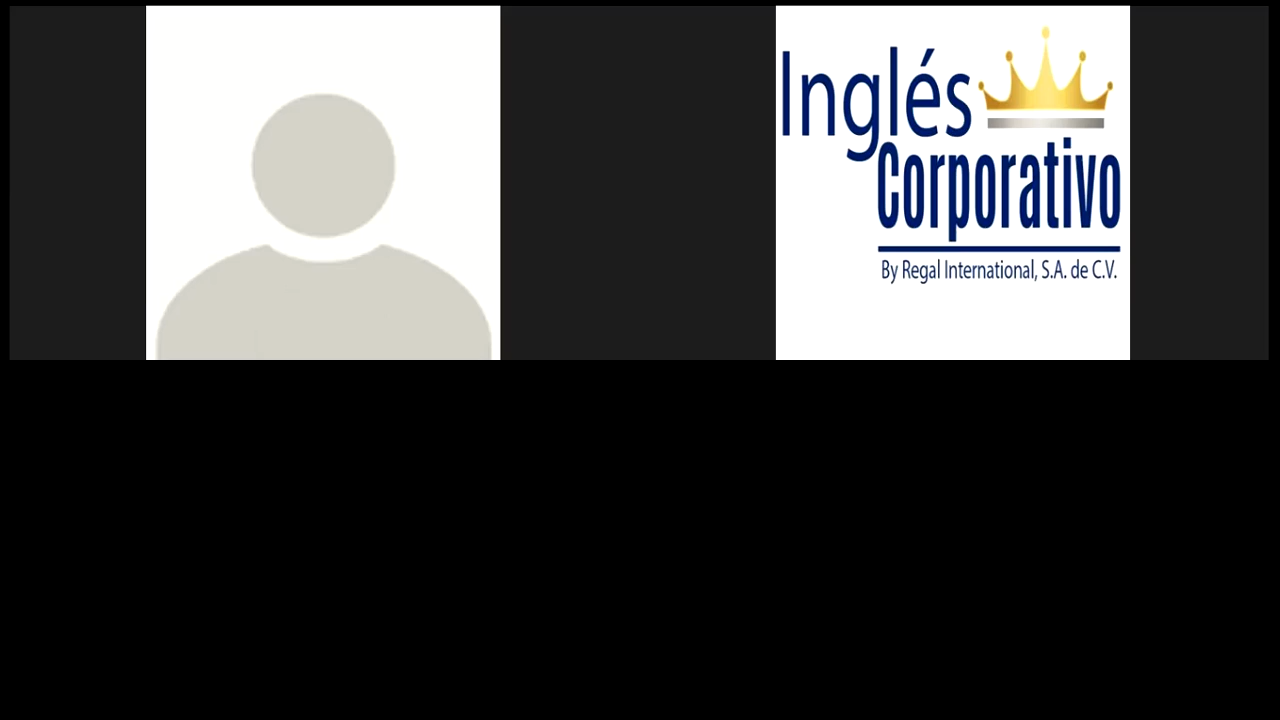 Inglés
Corporativo
By Regal International, S.A. de C.V.